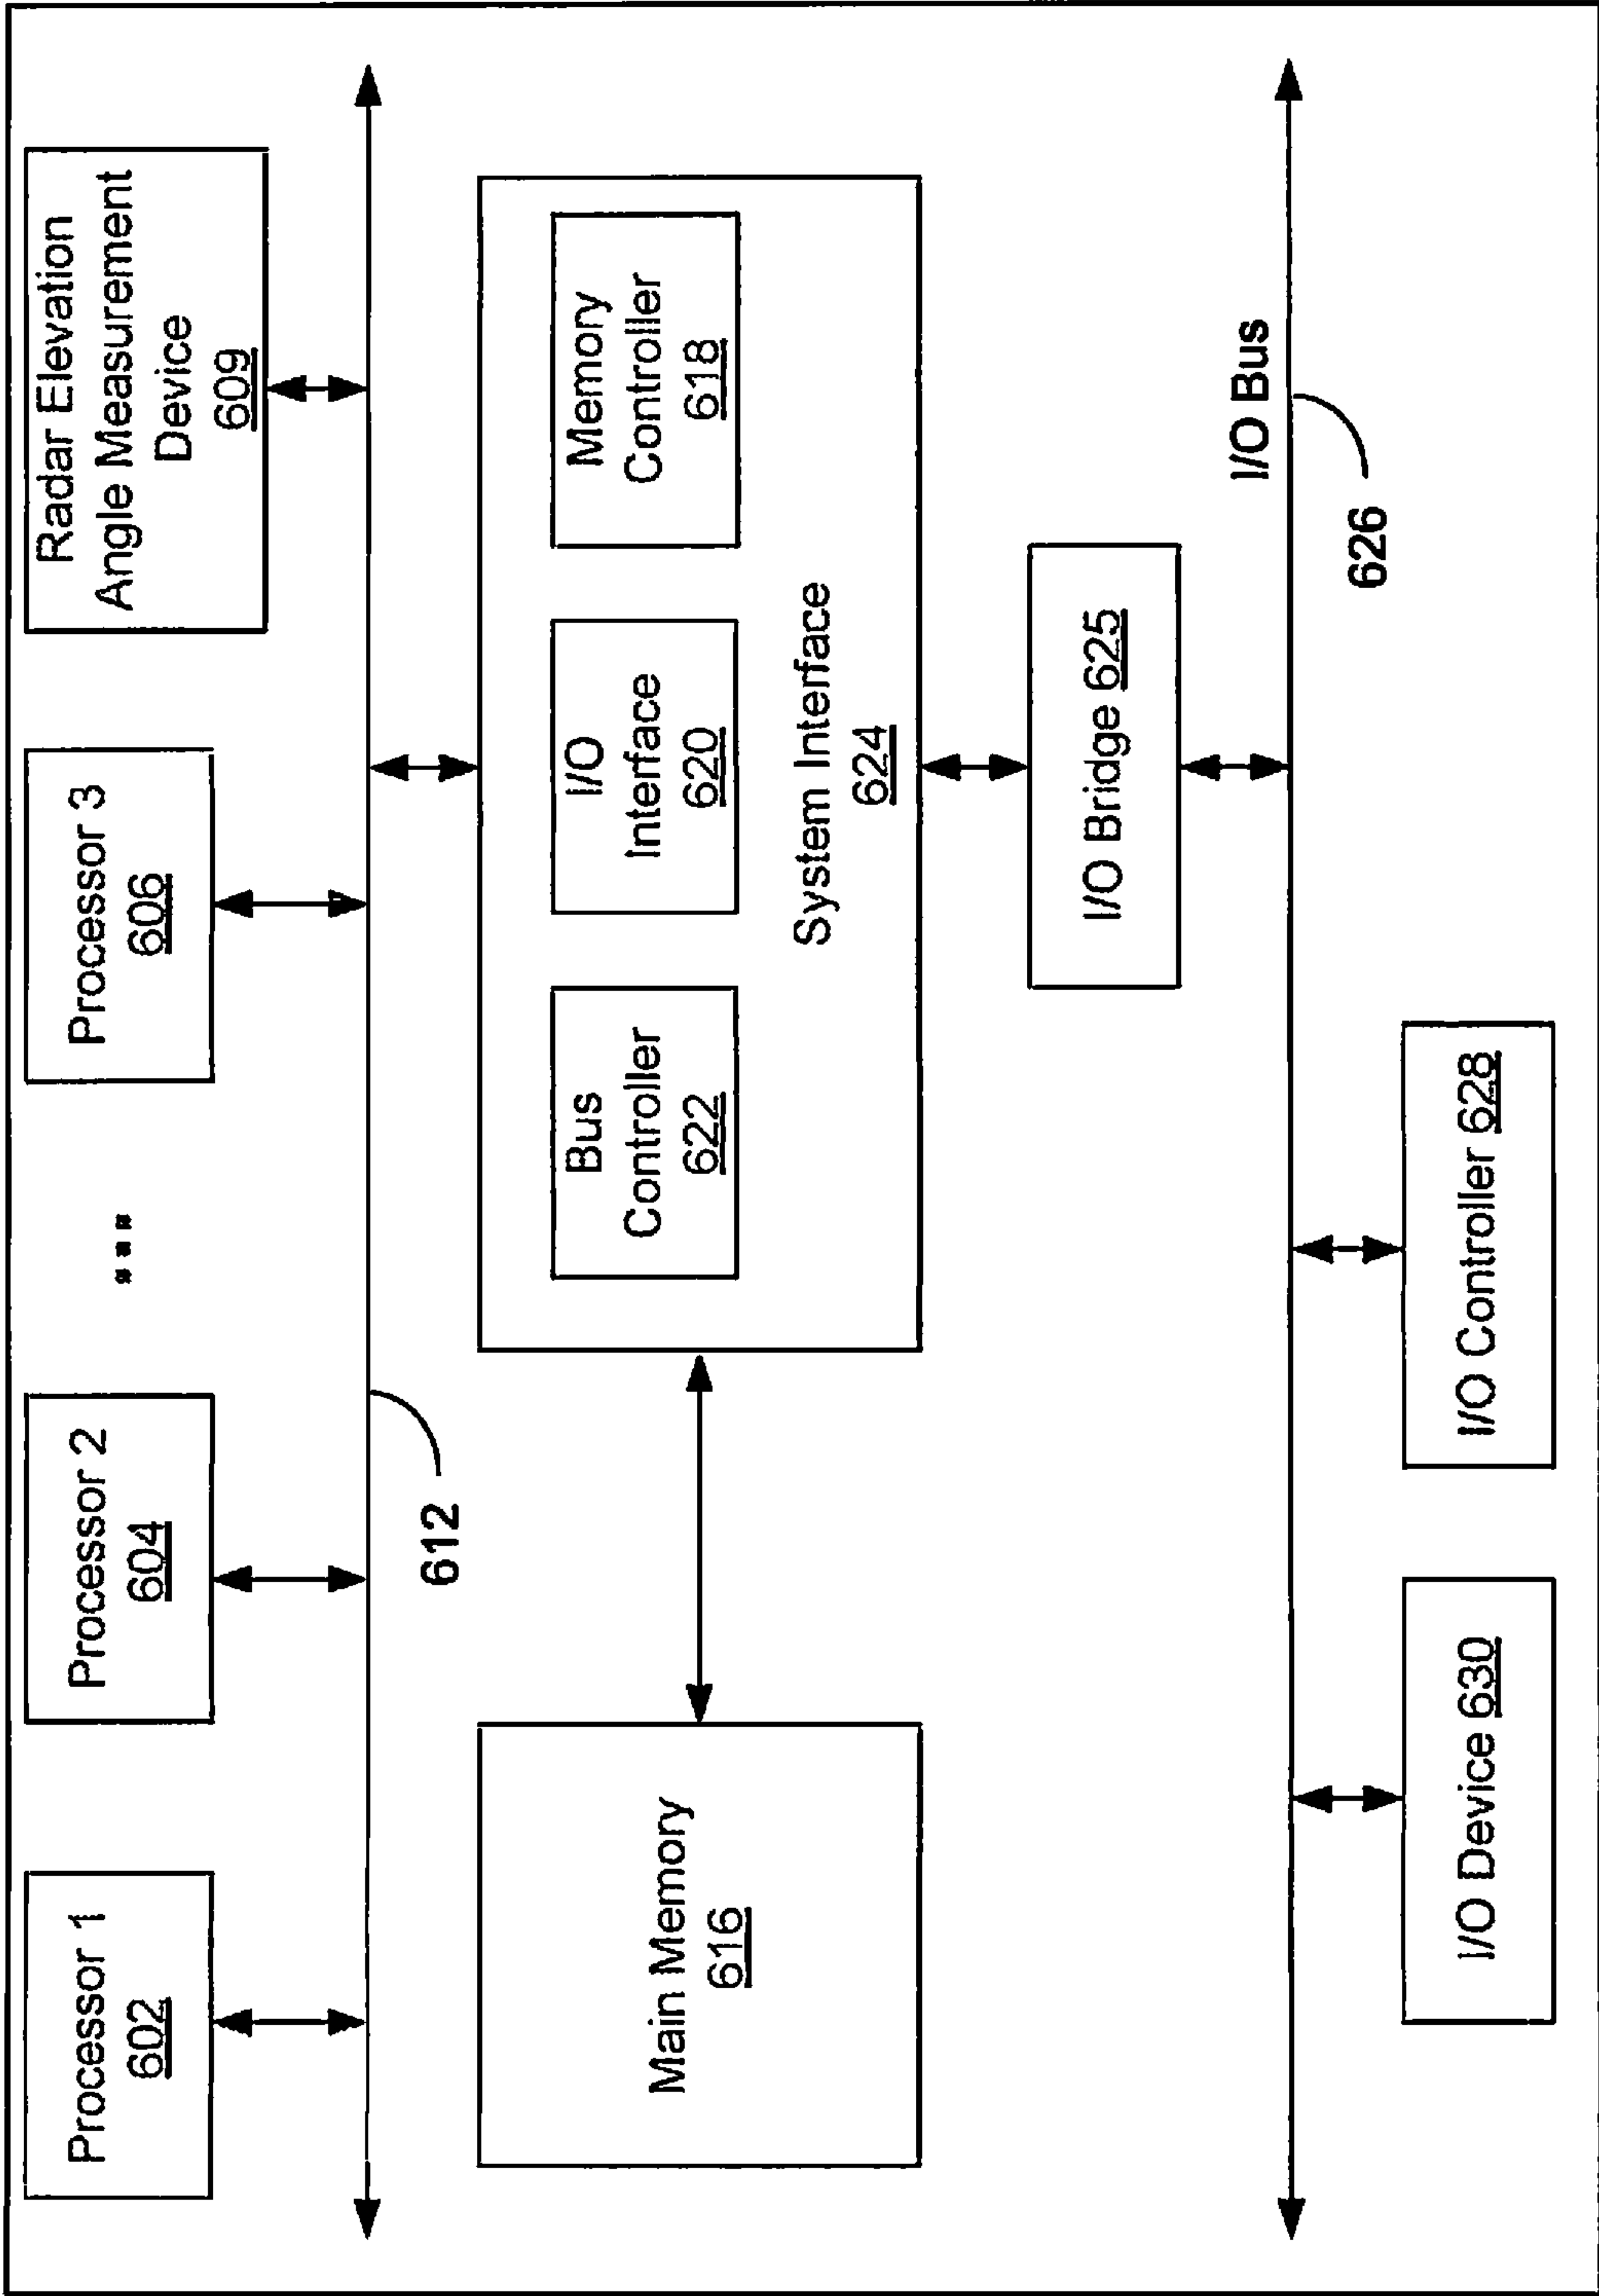 Processor 1
602
Processor 2
604
Processor 3
606
Radar Elevation
Angle Measurement
Device
609
612
Main Memory
616
Bus
Controller
622
I/O
Interface
620
Memory
Controller
618
System Interface
624
I/O Bridge 625
I/O Bus
626
I/O Device 630
I/O Controller 628